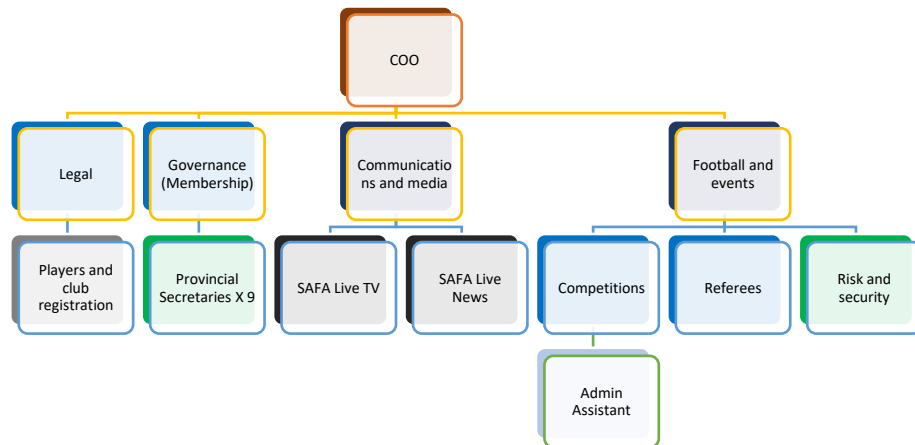 COO
Legal
Governance
(Membership)
Communicatio
ns and media
Football and
events
Players and
club
registration
Provincial
Secretaries X 9
SAFA Live TV
SAFA Live
News
Competitions
Referees
Risk and
security
Admin
Assistant